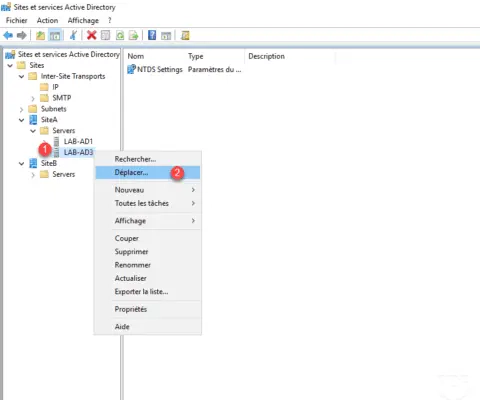 Sites et services Active Directory
Fichier Action Affichage ?
Sites et services Active Directory
Sites
Inter-Site Transports
IP
SMTP
Subnets
SiteA
Servers
LAB-AD1
1
LAB-AD3
SiteB
Servers
Nom Type Description
NTDS Settings Paramètres du ...
Rechercher...
Déplacer... 2
Nouveau
Toutes les tâches
Affichage
Couper
Supprimer
Renommer
Actualiser
Exporter la liste...
Propriétés
Aide